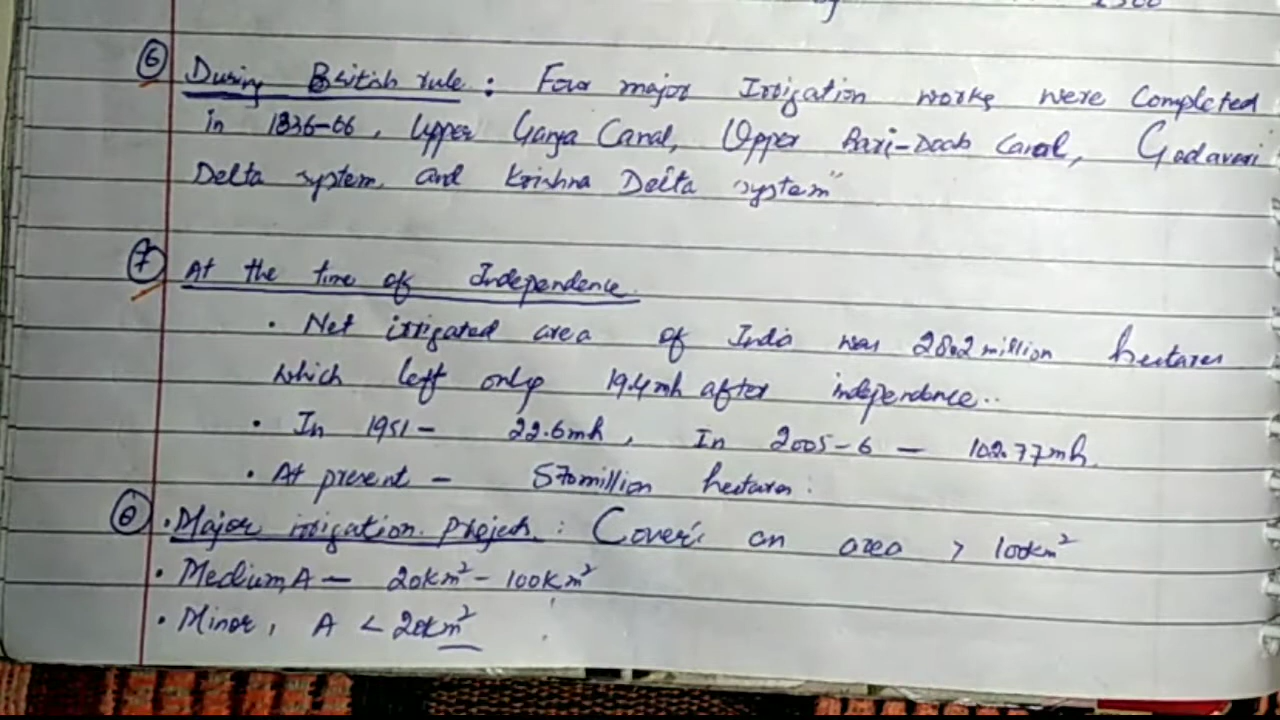 ⑥ During British rule : Four major Irrigation works were Completed
in 1836-66, Upper Ganga Canal, Upper Bari-Doab Canal, Godavari
Delta system and Krishna Delta system"
⑦ At the time of Independence.
• Net irrigated area of India was 28.2 million hectares
which left only 19.4mh after independence..
• In 1951 - 22.6mh, In 2005-6 - 102.77mh.
• At present - 570million hectares.
⑧ • Major irrigation Project : Covers an area > 100km²
• Medium, A - 20km² - 100km²
• Minor, A < 20km²